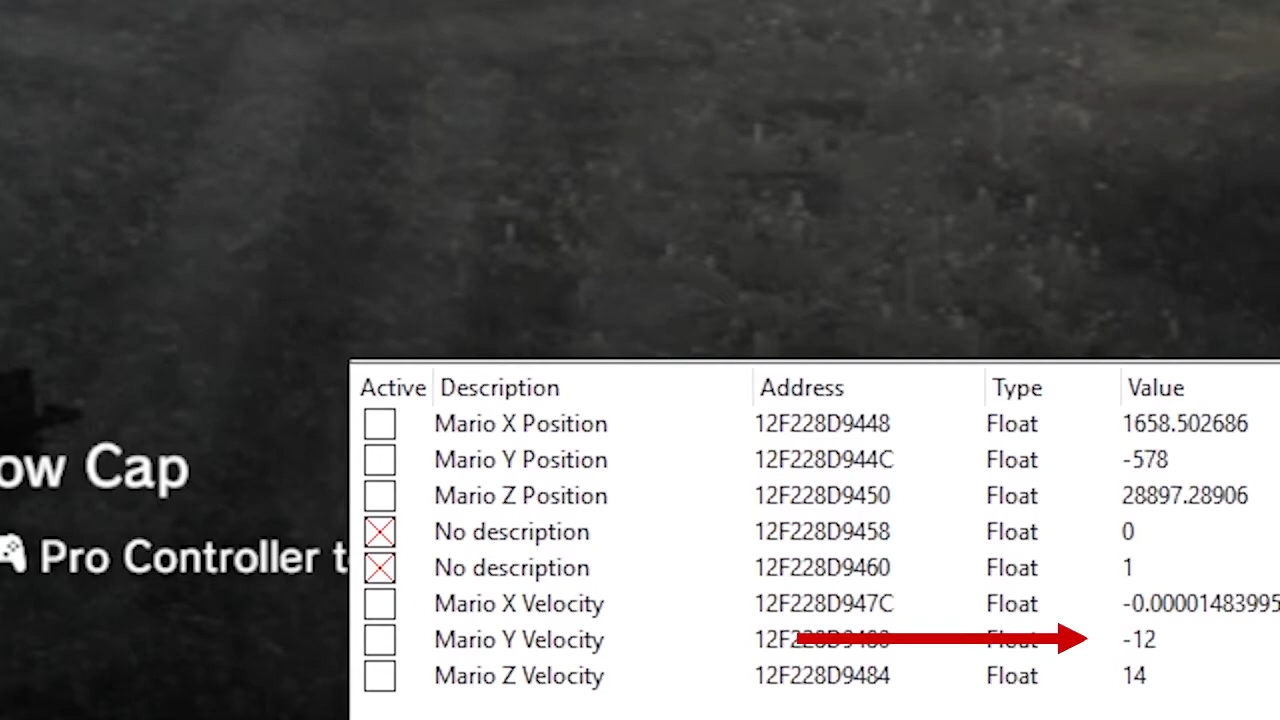 Active Description Address Type Value
Mario X Position 12F228D9448 Float 1658.502686
Mario Y Position 12F228D944C Float -578
ow Cap
Mario Z Position 12F228D9450 Float 28897.28906
No description 12F228D9458 Float 0
Pro Controller t
No description 12F228D9460 Float 1
Mario X Velocity 12F228D947C Float -0.00001483995
Mario Y Velocity 12F228D9480 Float -12
Mario Z Velocity 12F228D9484 Float 14